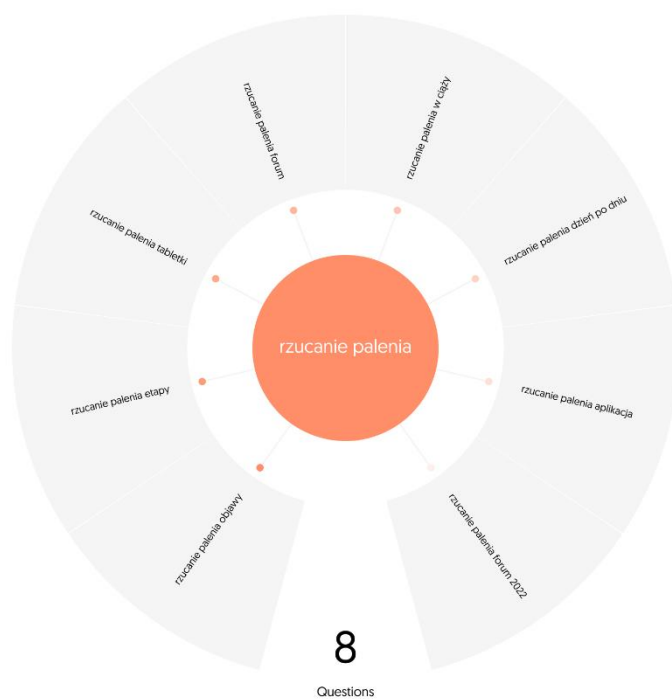 rzucanie palenia
rzucanie palenia objawy
rzucanie palenia etapy
rzucanie palenia tabletki
rzucanie palenia forum
rzucanie palenia w ciąży
rzucanie palenia dzień po dniu
rzucanie palenia aplikacja
rzucanie palenia forum 2022
8
Questions